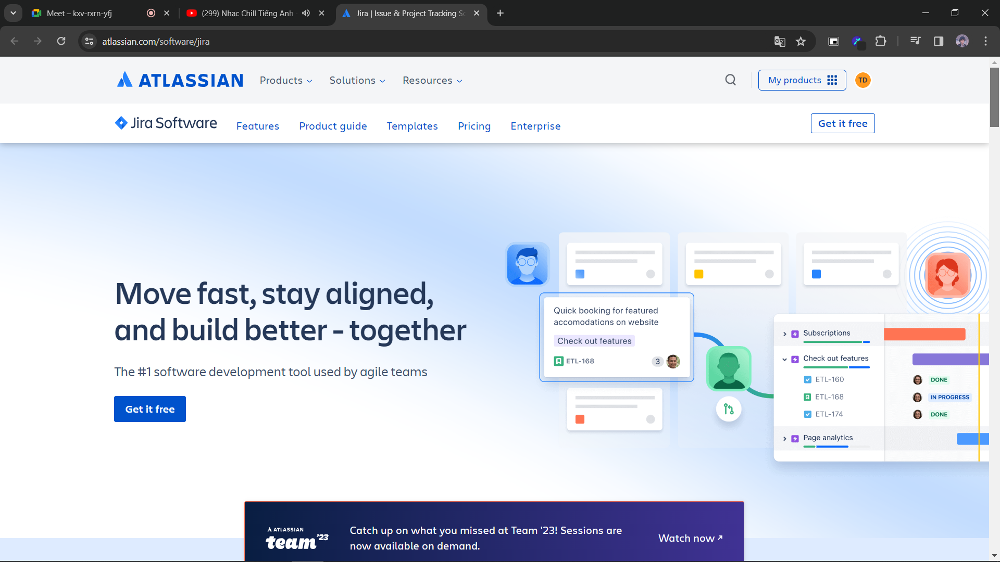 Meet – kxv-rxrn-yfj
(299) Nhạc Chill Tiếng Anh
Jira | Issue & Project Tracking So
atlassian.com/software/jira
ATLASSIAN
Products
Solutions
Resources
My products
TD
Jira Software
Features
Product guide
Templates
Pricing
Enterprise
Get it free
Move fast, stay aligned,
and build better – together
The #1 software development tool used by agile teams
Get it free
Quick booking for featured
accomodations on website
Check out features
ETL-168
3
Subscriptions
Check out features
ETL-160
DONE
ETL-168
IN PROGRESS
ETL-174
DONE
Page analytics
ATLASSIAN
team '23
Catch up on what you missed at Team '23! Sessions are
now available on demand.
Watch now